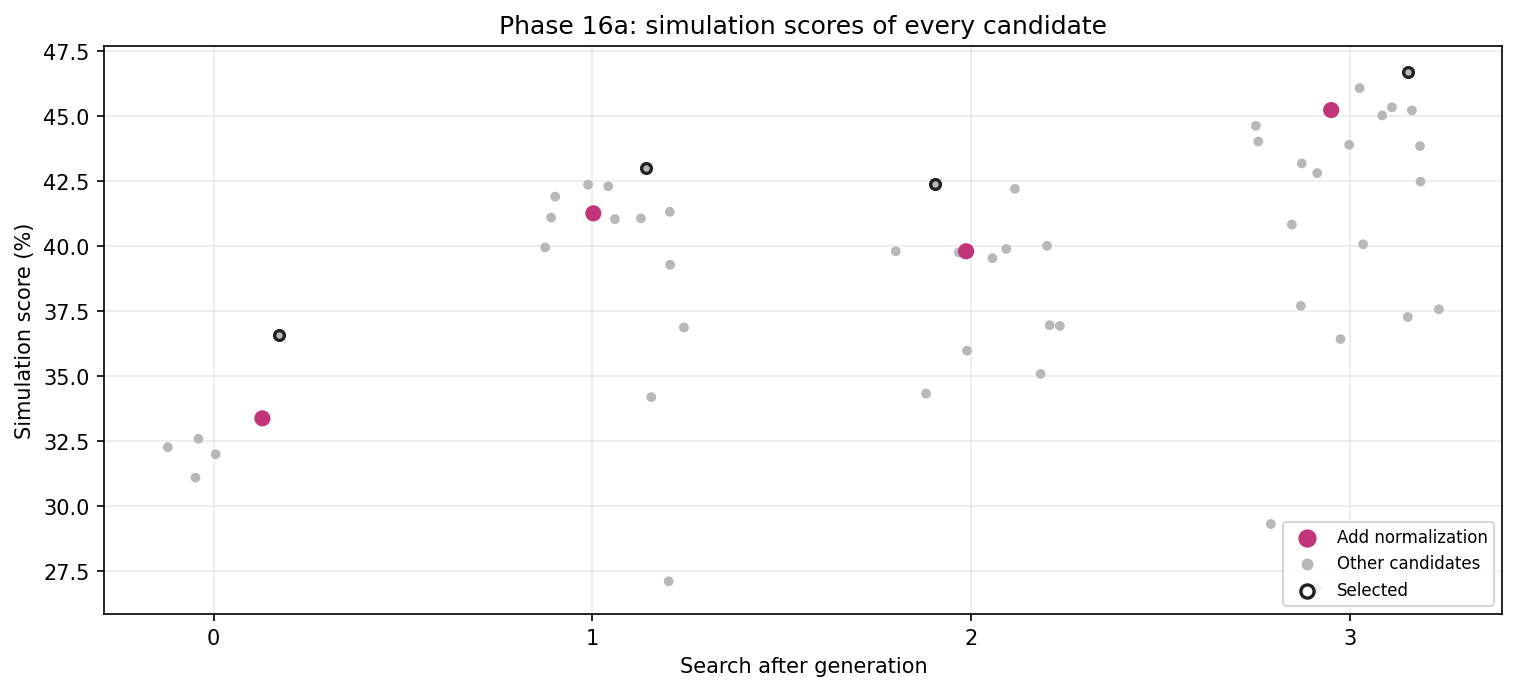 Phase 16a: simulation scores of every candidate
47.5
45.0
42.5
40.0
37.5
35.0
32.5
30.0
27.5
Simulation score (%)
0
1
2
3
Search after generation
Add normalization
Other candidates
Selected